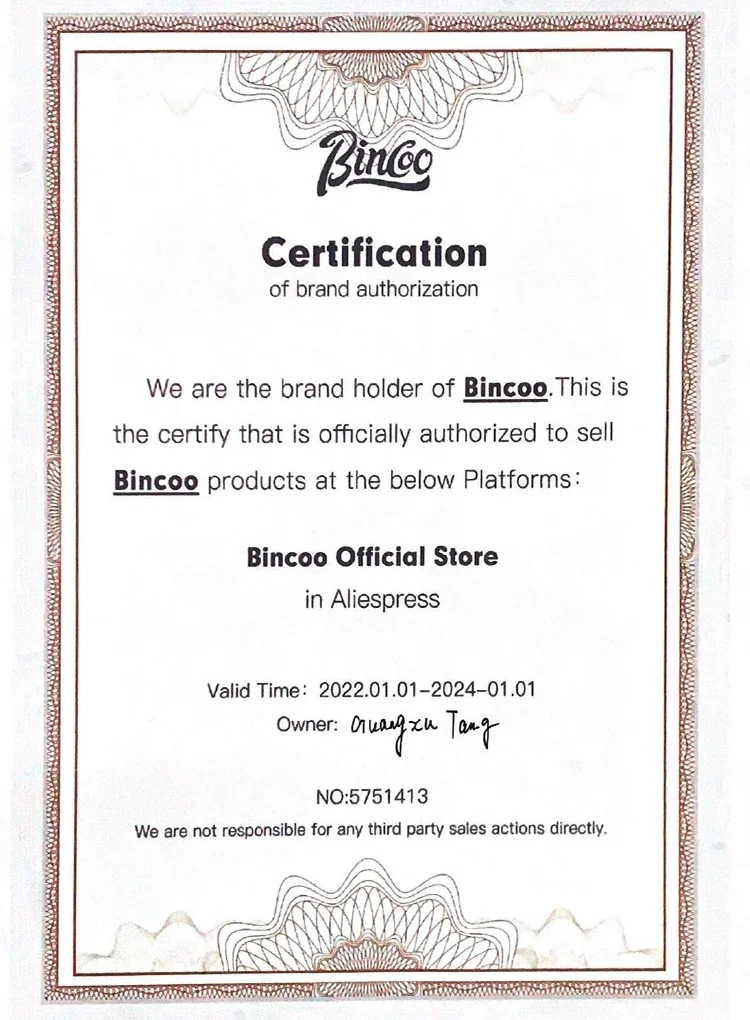 Bincoo
Certification
of brand authorization
We are the brand holder of Bincoo.This is
the certify that is officially authorized to sell
Bincoo products at the below Platforms:
Bincoo Official Store
in Aliespress
Valid Time: 2022.01.01-2024-01.01
Owner: Guangxu Tang
NO:5751413
We are not responsible for any third party sales actions directly.